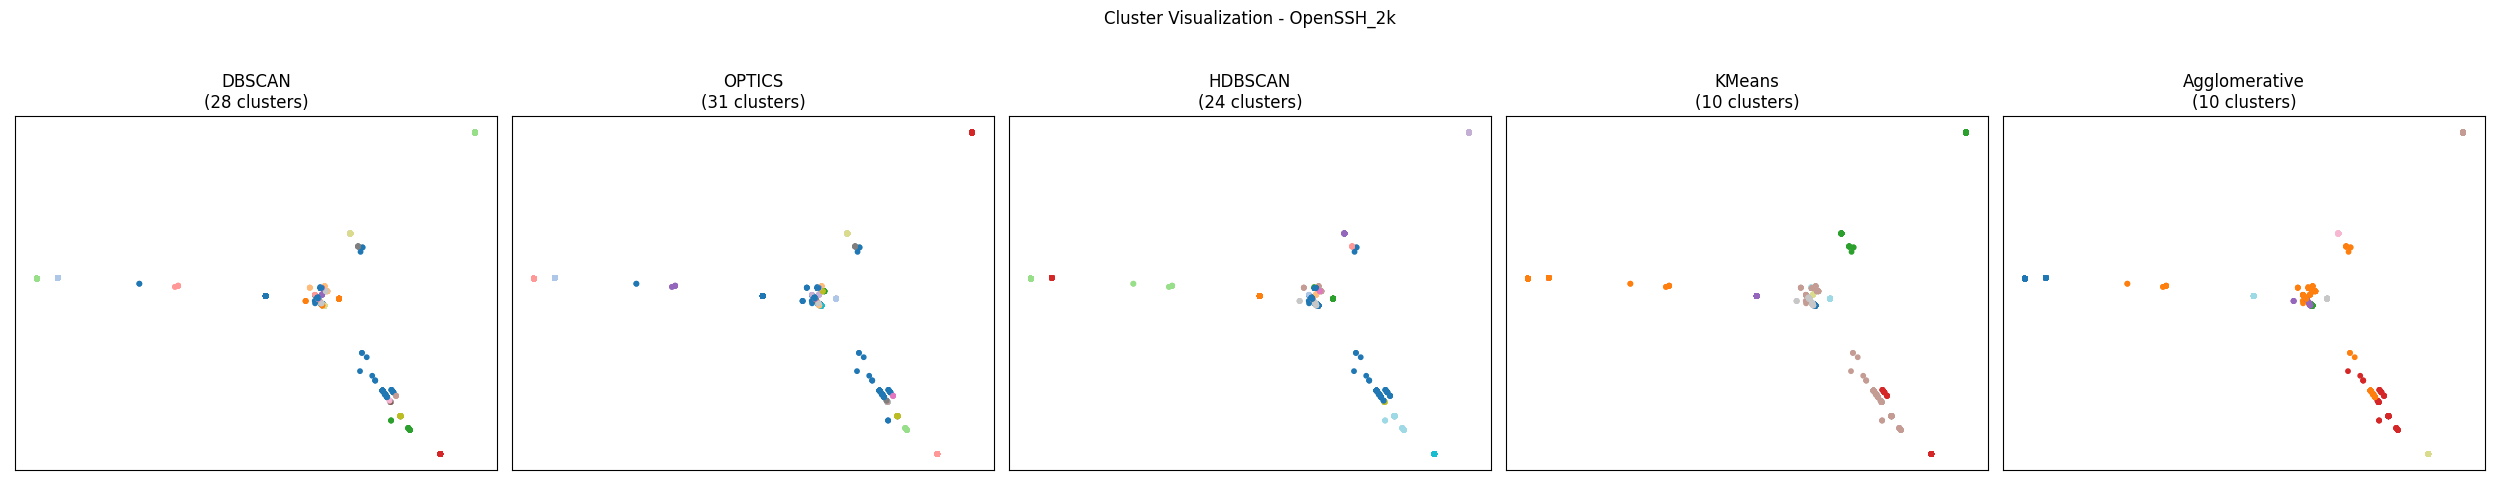 Cluster Visualization - OpenSSH_2k
DBSCAN
(28 clusters)
OPTICS
(31 clusters)
HDBSCAN
(24 clusters)
KMeans
(10 clusters)
Agglomerative
(10 clusters)